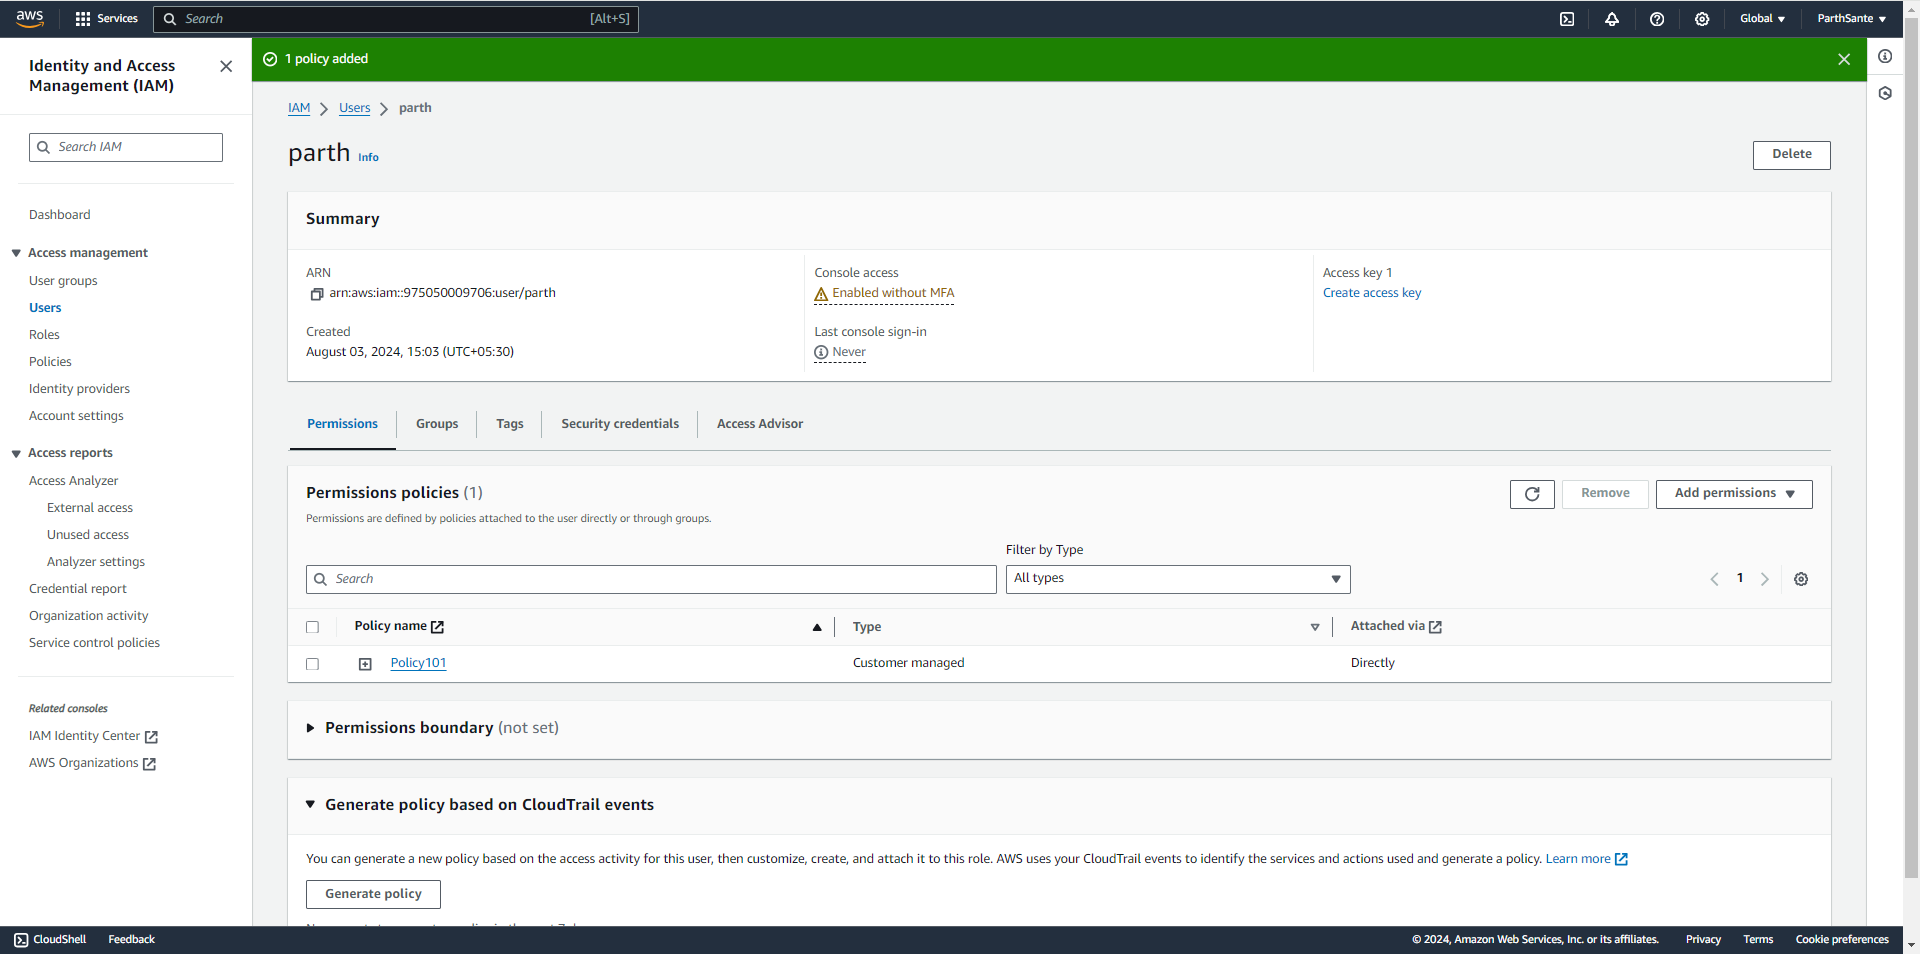 aws
Services
Search
[Alt+S]
Global
ParthSante
Identity and Access
Management (IAM)
Search IAM
Dashboard
Access management
User groups
Users
Roles
Policies
Identity providers
Account settings
Access reports
Access Analyzer
External access
Unused access
Analyzer settings
Credential report
Organization activity
Service control policies
Related consoles
IAM Identity Center
AWS Organizations
1 policy added
IAM > Users > parth
parth Info
Delete
Summary
ARN
arn:aws:iam::975050009706:user/parth
Created
August 03, 2024, 15:03 (UTC+05:30)
Console access
Enabled without MFA
Last console sign-in
Never
Access key 1
Create access key
Permissions
Groups
Tags
Security credentials
Access Advisor
Permissions policies (1)
Permissions are defined by policies attached to the user directly or through groups.
Remove
Add permissions
Filter by Type
Search
All types
1
Policy name
Type
Attached via
Policy101
Customer managed
Directly
Permissions boundary (not set)
Generate policy based on CloudTrail events
You can generate a new policy based on the access activity for this user, then customize, create, and attach it to this role. AWS uses your CloudTrail events to identify the services and actions used and generate a policy. Learn more
Generate policy
CloudShell
Feedback
© 2024, Amazon Web Services, Inc. or its affiliates.
Privacy
Terms
Cookie preferences